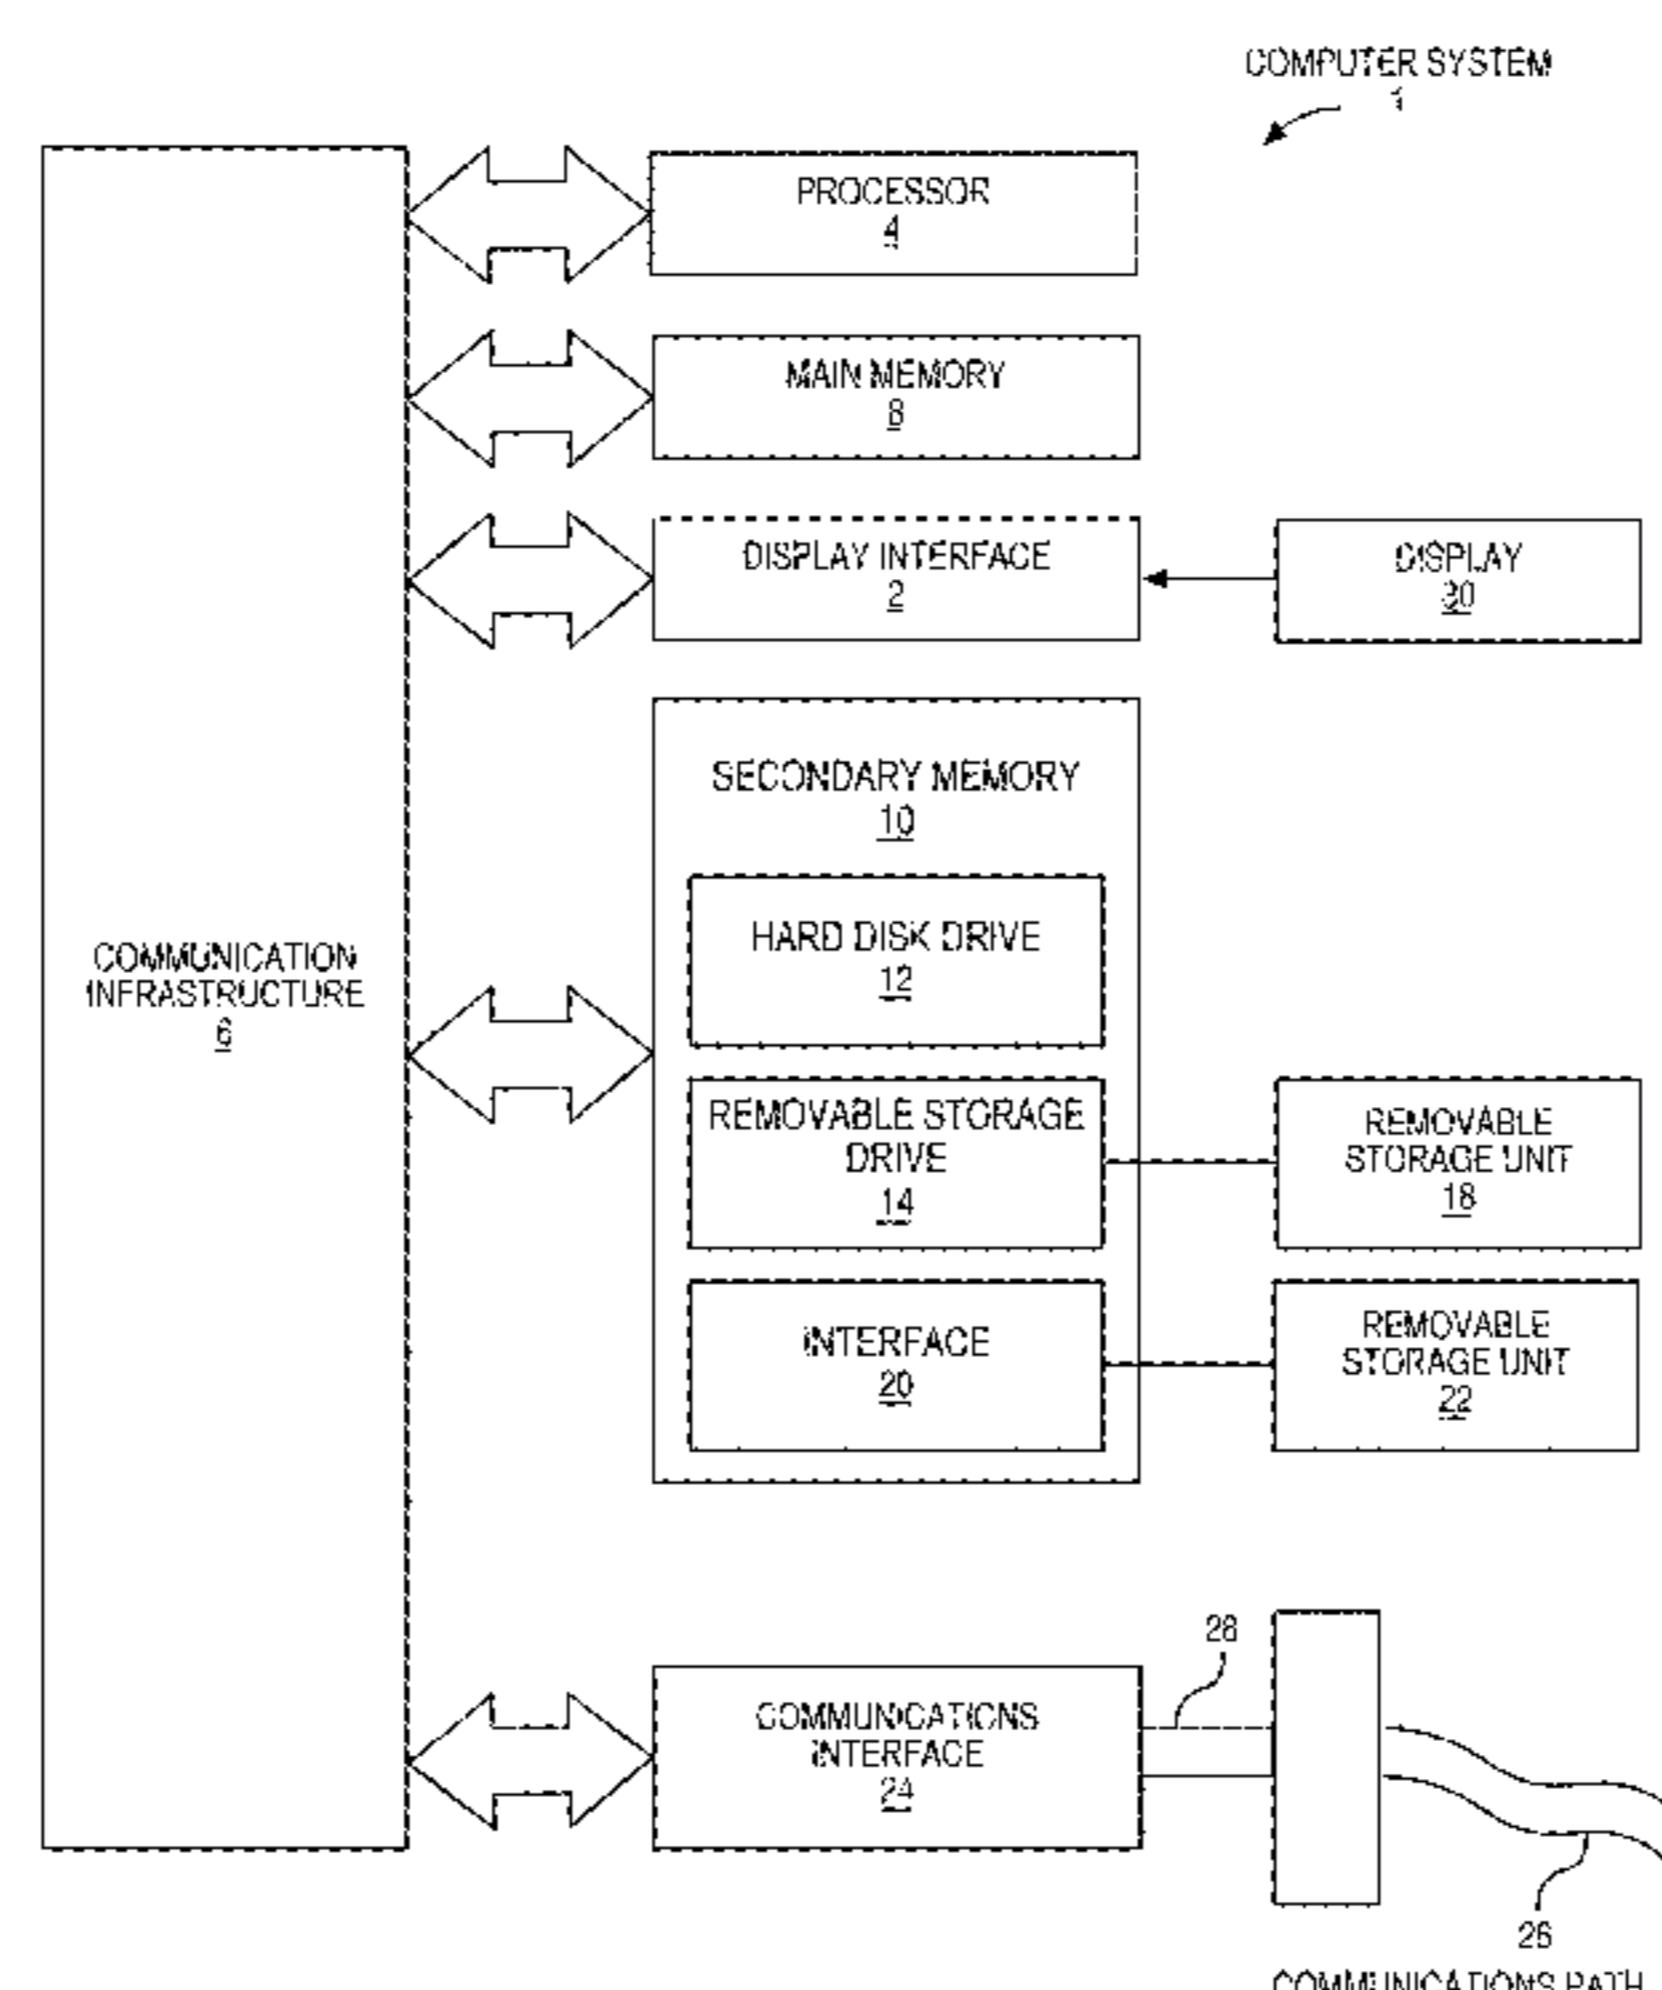 COMPUTER SYSTEM
1
PROCESSOR
4
MAIN MEMORY
8
DISPLAY INTERFACE
2
DISPLAY
30
SECONDARY MEMORY
10
HARD DISK DRIVE
12
COMMUNICATION
INFRASTRUCTURE
6
REMOVABLE STORAGE
DRIVE
14
REMOVABLE
STORAGE UNIT
18
INTERFACE
20
REMOVABLE
STORAGE UNIT
22
28
COMMUNICATIONS
INTERFACE
24
26
COMMUNICATIONS PATH